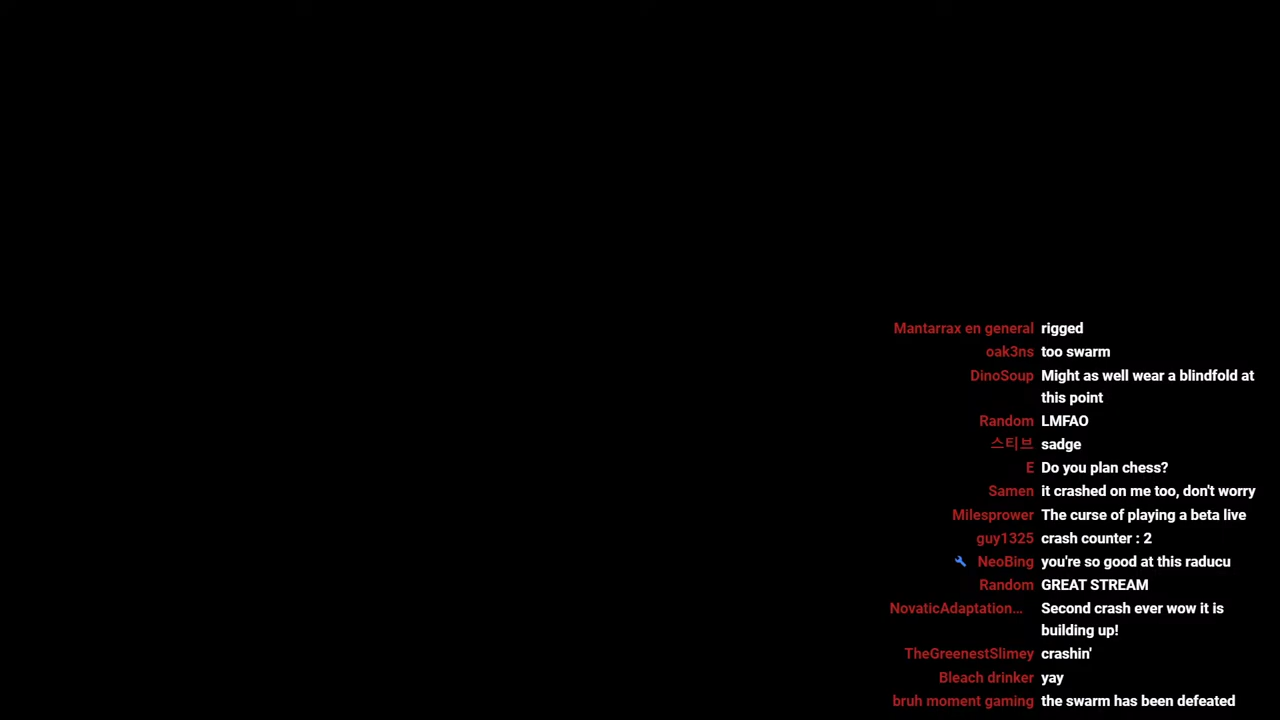 Mantarrax en general rigged
oak3ns too swarm
DinoSoup Might as well wear a blindfold at
this point
Random LMFAO
스티브 sadge
E Do you plan chess?
Samen it crashed on me too, don't worry
Milesprower The curse of playing a beta live
guy1325 crash counter : 2
NeoBing you're so good at this raducu
Random GREAT STREAM
NovaticAdaptation... Second crash ever wow it is
building up!
TheGreenestSlimey crashin'
Bleach drinker yay
bruh moment gaming the swarm has been defeated